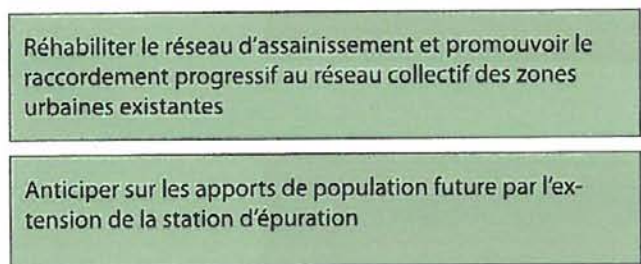 Réhabiliter le réseau d'assainissement et promouvoir le
raccordement progressif au réseau collectif des zones
urbaines existantes
Anticiper sur les apports de population future par l'ex-
tension de la station d'épuration